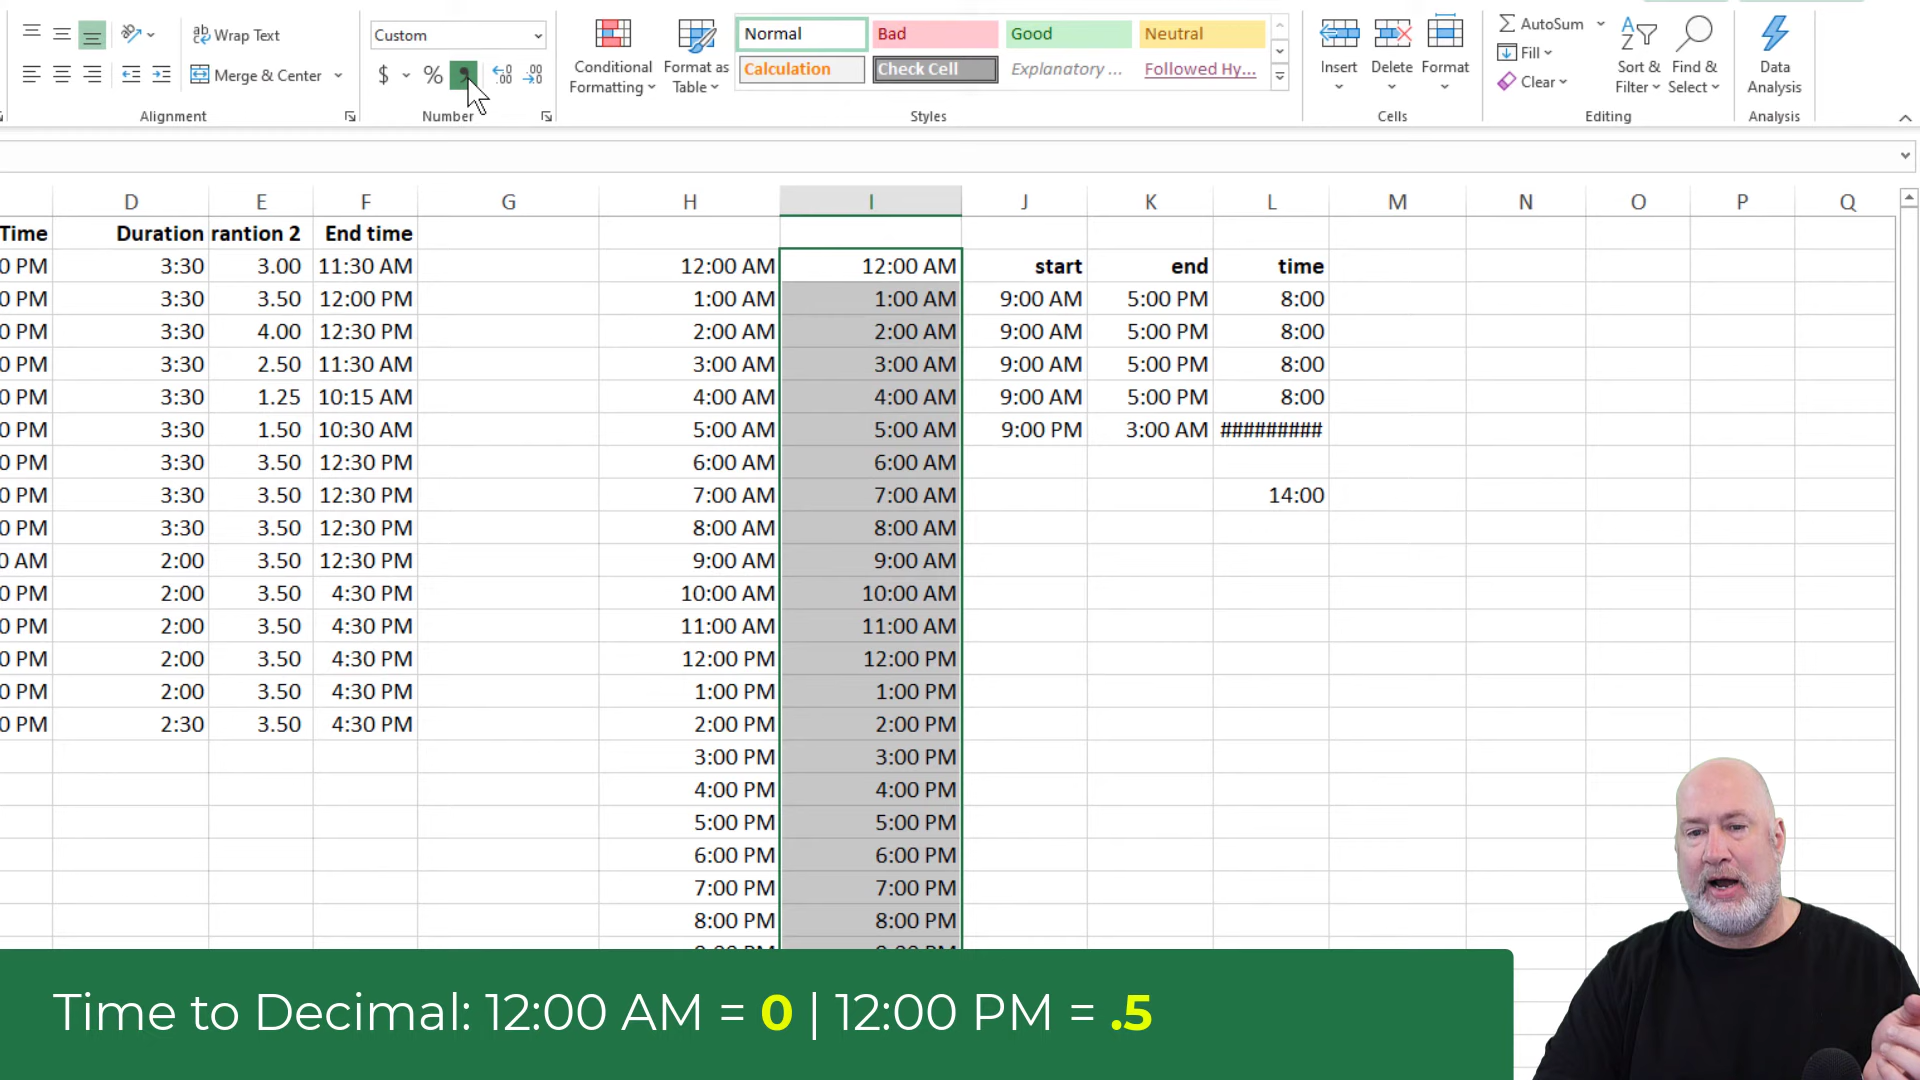 Wrap Text
Merge & Center
Alignment
Custom
$ %
Number
Conditional Formatting
Format as Table
Normal Bad Good Neutral
Calculation Check Cell Explanatory ... Followed Hy...
Styles
Insert Delete Format
Cells
AutoSum
Fill
Clear
Sort & Filter
Find & Select
Editing
Data Analysis
Analysis
D E F G H I J K L M N O P Q
Time Duration rantion 2 End time
0 PM 3:30 3.00 11:30 AM 12:00 AM 12:00 AM start end time
0 PM 3:30 3.50 12:00 PM 1:00 AM 1:00 AM 9:00 AM 5:00 PM 8:00
0 PM 3:30 4.00 12:30 PM 2:00 AM 2:00 AM 9:00 AM 5:00 PM 8:00
0 PM 3:30 2.50 11:30 AM 3:00 AM 3:00 AM 9:00 AM 5:00 PM 8:00
0 PM 3:30 1.25 10:15 AM 4:00 AM 4:00 AM 9:00 AM 5:00 PM 8:00
0 PM 3:30 1.50 10:30 AM 5:00 AM 5:00 AM 9:00 PM 3:00 AM #########
0 PM 3:30 3.50 12:30 PM 6:00 AM 6:00 AM
0 PM 3:30 3.50 12:30 PM 7:00 AM 7:00 AM 14:00
0 PM 3:30 3.50 12:30 PM 8:00 AM 8:00 AM
0 AM 2:00 3.50 12:30 PM 9:00 AM 9:00 AM
0 PM 2:00 3.50 4:30 PM 10:00 AM 10:00 AM
0 PM 2:00 3.50 4:30 PM 11:00 AM 11:00 AM
0 PM 2:00 3.50 4:30 PM 12:00 PM 12:00 PM
0 PM 2:00 3.50 4:30 PM 1:00 PM 1:00 PM
0 PM 2:30 3.50 4:30 PM 2:00 PM 2:00 PM
3:00 PM 3:00 PM
4:00 PM 4:00 PM
5:00 PM 5:00 PM
6:00 PM 6:00 PM
7:00 PM 7:00 PM
8:00 PM 8:00 PM
Time to Decimal: 12:00 AM = 0 | 12:00 PM = .5